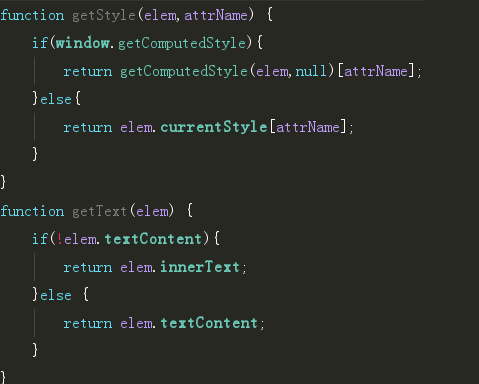 function getStyle(elem,attrName) {
    if(window.getComputedStyle){
        return getComputedStyle(elem,null)[attrName];
    }else{
        return elem.currentStyle[attrName];
    }
}
function getText(elem) {
    if(!elem.textContent){
        return elem.innerText;
    }else {
        return elem.textContent;
    }
}